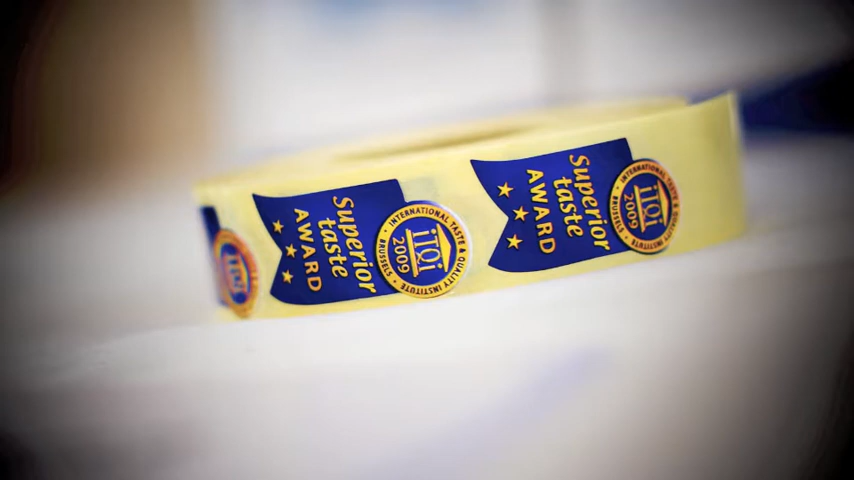 Superior
taste
AWARD
INTERNATIONAL TASTE & QUALITY INSTITUTE • BRUSSELS •
iTQi
2009
Superior
taste
AWARD
INTERNATIONAL TASTE & QUALITY INSTITUTE • BRUSSELS •
iTQi
2009